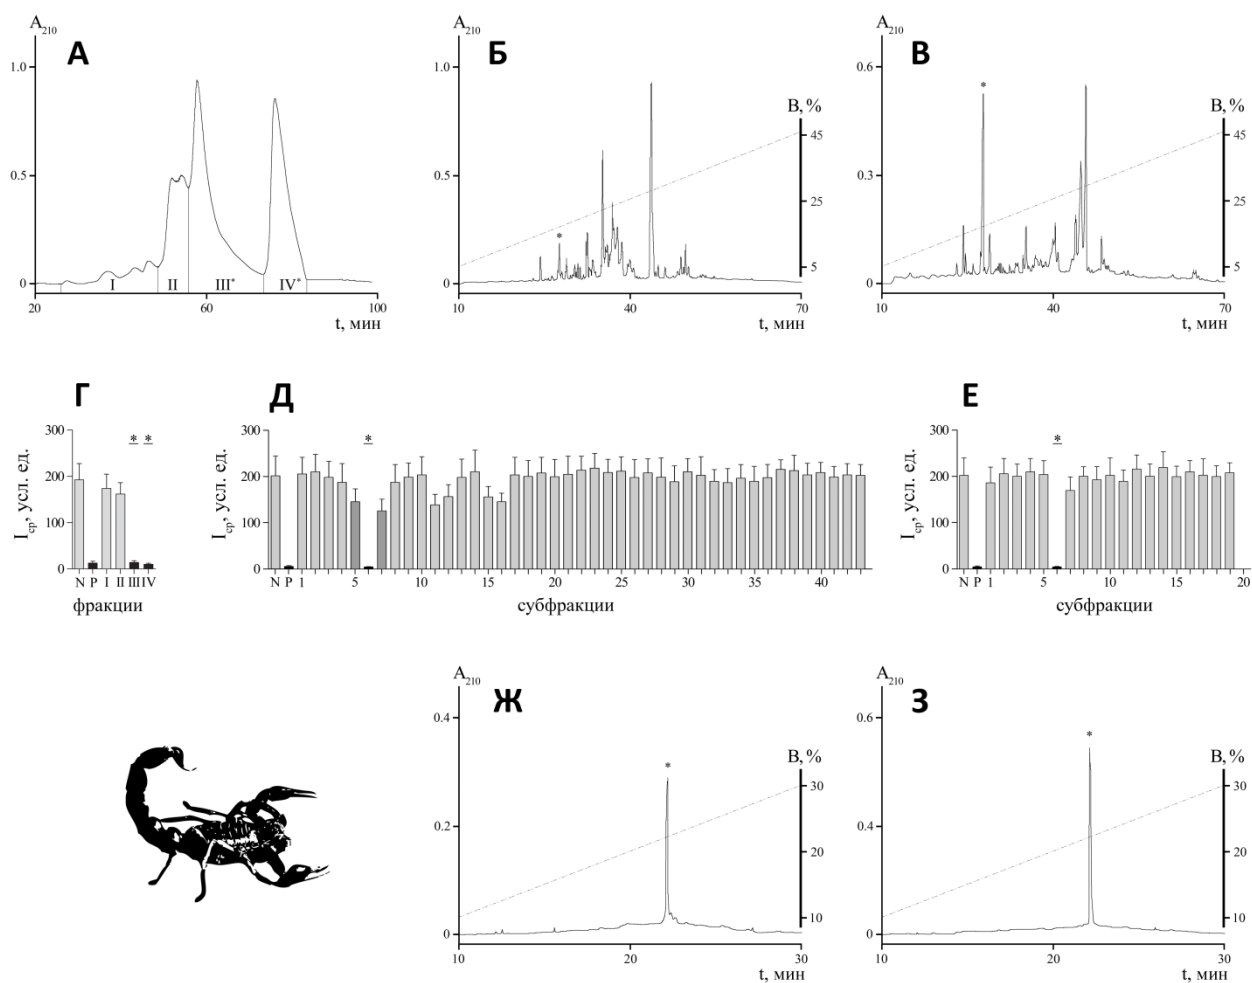 A₂₁₀
А
1.0
0.5
0
I
II
III*
IV*
20
60
100
t, мин
A₂₁₀
Б
1.0
0.5
0
*
B, %
45
25
5
10
40
70
t, мин
A₂₁₀
В
0.6
0.3
0
*
B, %
45
25
5
10
40
70
t, мин
Г
I_ср, усл. ед.
300
200
100
0
* *
N P I II III IV
фракции
Д
I_ср, усл. ед.
300
200
100
0
*
N P 1 5 10 15 20 25 30 35 40
субфракции
Е
I_ср, усл. ед.
300
200
100
0
*
N P 1 5 10 15 20
субфракции
A₂₁₀
Ж
0.4
0.2
0
*
B, %
30
20
10
10
20
30
t, мин
A₂₁₀
З
0.6
0.4
0
*
B, %
30
20
10
10
20
30
t, мин